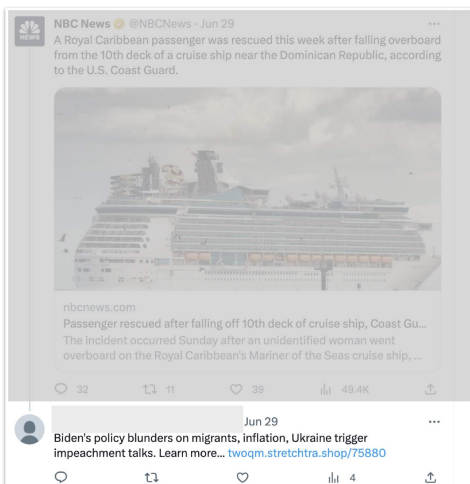 NBC News @NBCNews · Jun 29
NEWS
A Royal Caribbean passenger was rescued this week after falling overboard
from the 10th deck of a cruise ship near the Dominican Republic, according
to the U.S. Coast Guard.
nbcnews.com
Passenger rescued after falling off 10th deck of cruise ship, Coast Gu...
The incident occurred Sunday after an unidentified woman went
overboard on the Royal Caribbean's Mariner of the Seas cruise ship, ...
32 11 39 49.4K
Jun 29
Biden's policy blunders on migrants, inflation, Ukraine trigger
impeachment talks. Learn more... twoqm.stretchtra.shop/75880
4